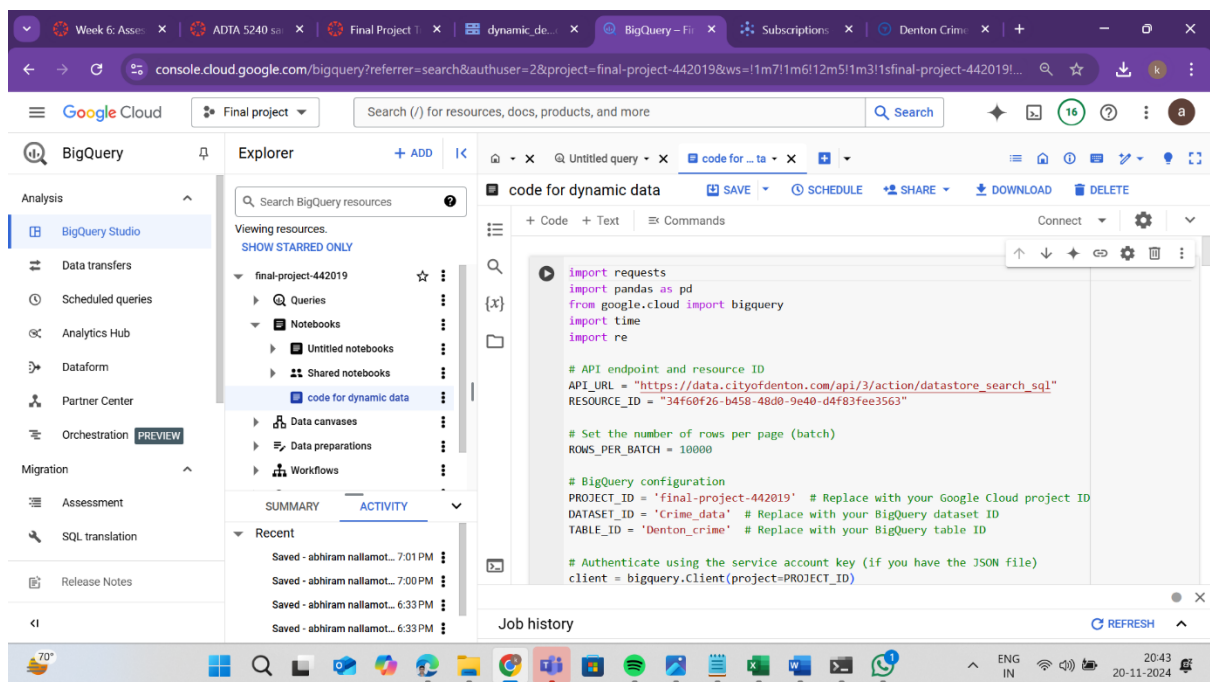 Week 6: Asses
ADTA 5240 sa
Final Project T
dynamic_de...
BigQuery – Fin
Subscriptions
Denton Crime
console.cloud.google.com/bigquery?referrer=search&authuser=2&project=final-project-442019&ws=!1m7!1m6!12m5!1m3!1sfinal-project-442019!...
k
Google Cloud
Final project
Search (/) for resources, docs, products, and more
Search
16
a
BigQuery
Analysis
BigQuery Studio
Data transfers
Scheduled queries
Analytics Hub
Dataform
Partner Center
Orchestration PREVIEW
Migration
Assessment
SQL translation
Release Notes
Explorer
+ ADD
Search BigQuery resources
Viewing resources.
SHOW STARRED ONLY
final-project-442019
Queries
Notebooks
Untitled notebooks
Shared notebooks
code for dynamic data
Data canvases
Data preparations
Workflows
SUMMARY
ACTIVITY
Recent
Saved - abhiram nallamot... 7:01 PM
Saved - abhiram nallamot... 7:00 PM
Saved - abhiram nallamot... 6:33 PM
Saved - abhiram nallamot... 6:33 PM
Untitled query
code for ... ta
code for dynamic data
SAVE
SCHEDULE
SHARE
DOWNLOAD
DELETE
+ Code + Text
Commands
Connect
{x}
import requests
import pandas as pd
from google.cloud import bigquery
import time
import re
# API endpoint and resource ID
API_URL = "https://data.cityofdenton.com/api/3/action/datastore_search_sql"
RESOURCE_ID = "34f60f26-b458-48d0-9e40-d4f83fee3563"
# Set the number of rows per page (batch)
ROWS_PER_BATCH = 10000
# BigQuery configuration
PROJECT_ID = 'final-project-442019' # Replace with your Google Cloud project ID
DATASET_ID = 'Crime_data' # Replace with your BigQuery dataset ID
TABLE_ID = 'Denton_crime' # Replace with your BigQuery table ID
# Authenticate using the service account key (if you have the JSON file)
client = bigquery.Client(project=PROJECT_ID)
Job history
REFRESH
70°
1
ENG
IN
20:43
20-11-2024